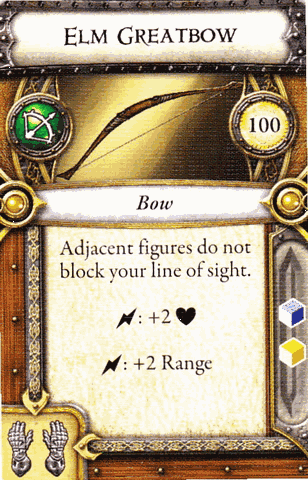 ELM GREATBOW
100
Bow
Adjacent figures do not
block your line of sight.
: +2
: +2 Range